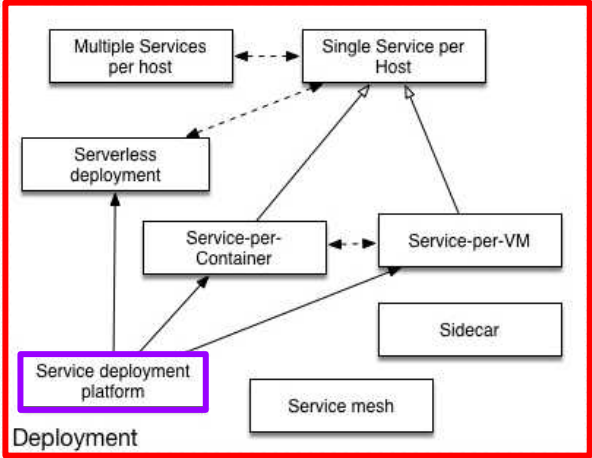 Multiple Services
per host
Single Service per
Host
Serverless
deployment
Service-per-
Container
Service-per-VM
Sidecar
Service deployment
platform
Service mesh
Deployment